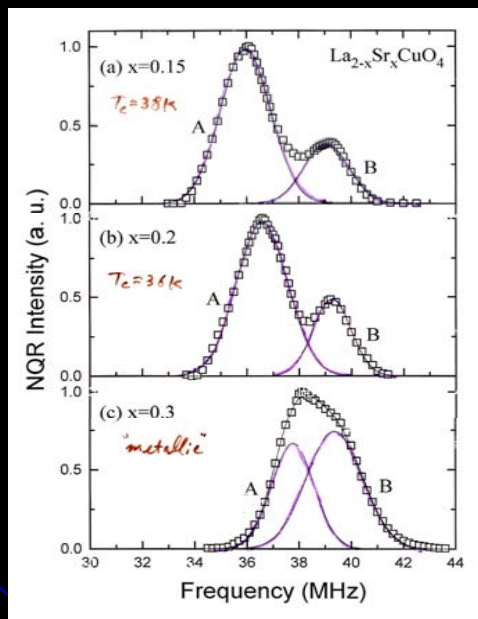 1.0
(a) x=0.15
La₂₋ₓSrₓCuO₄
Tc=38K
A
0.5
B
0.0
1.0
(b) x=0.2
Tc=36K
A
0.5
B
0.0
1.0
(c) x=0.3
"metallic"
A
0.5
B
0.0
30 32 34 36 38 40 42 44
Frequency (MHz)
NQR Intensity (a. u.)